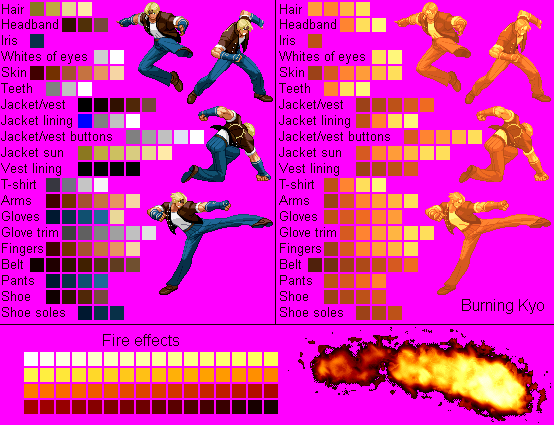 Hair
Headband
Iris
Whites of eyes
Skin
Teeth
Jacket/vest
Jacket lining
Jacket/vest buttons
Jacket sun
Vest lining
T-shirt
Arms
Gloves
Glove trim
Fingers
Belt
Pants
Shoe
Shoe soles
Hair
Headband
Iris
Whites of eyes
Skin
Teeth
Jacket/vest
Jacket lining
Jacket/vest buttons
Jacket sun
Vest lining
T-shirt
Arms
Gloves
Glove trim
Fingers
Belt
Pants
Shoe
Shoe soles
Burning Kyo
Fire effects